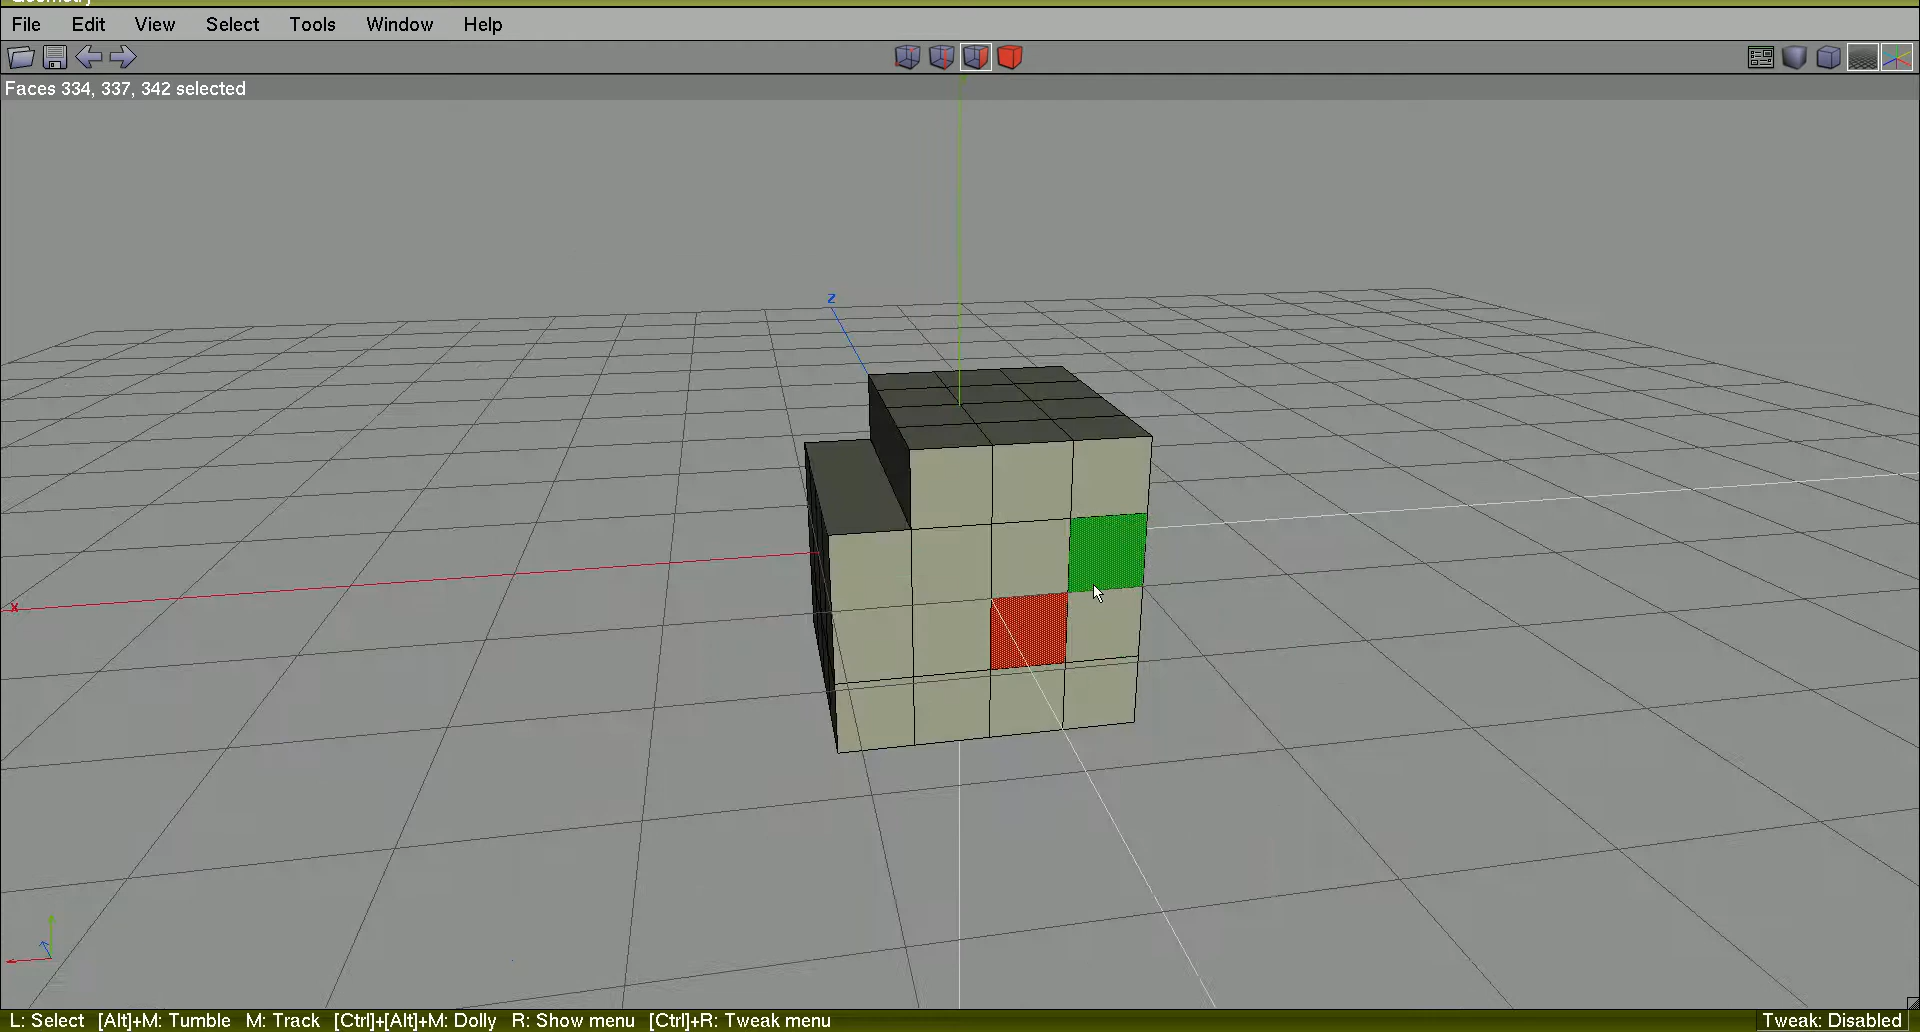 File Edit View Select Tools Window Help
Faces 334, 337, 342 selected
z
x
L: Select [Alt]+M: Tumble M: Track [Ctrl]+[Alt]+M: Dolly R: Show menu [Ctrl]+R: Tweak menu Tweak: Disabled